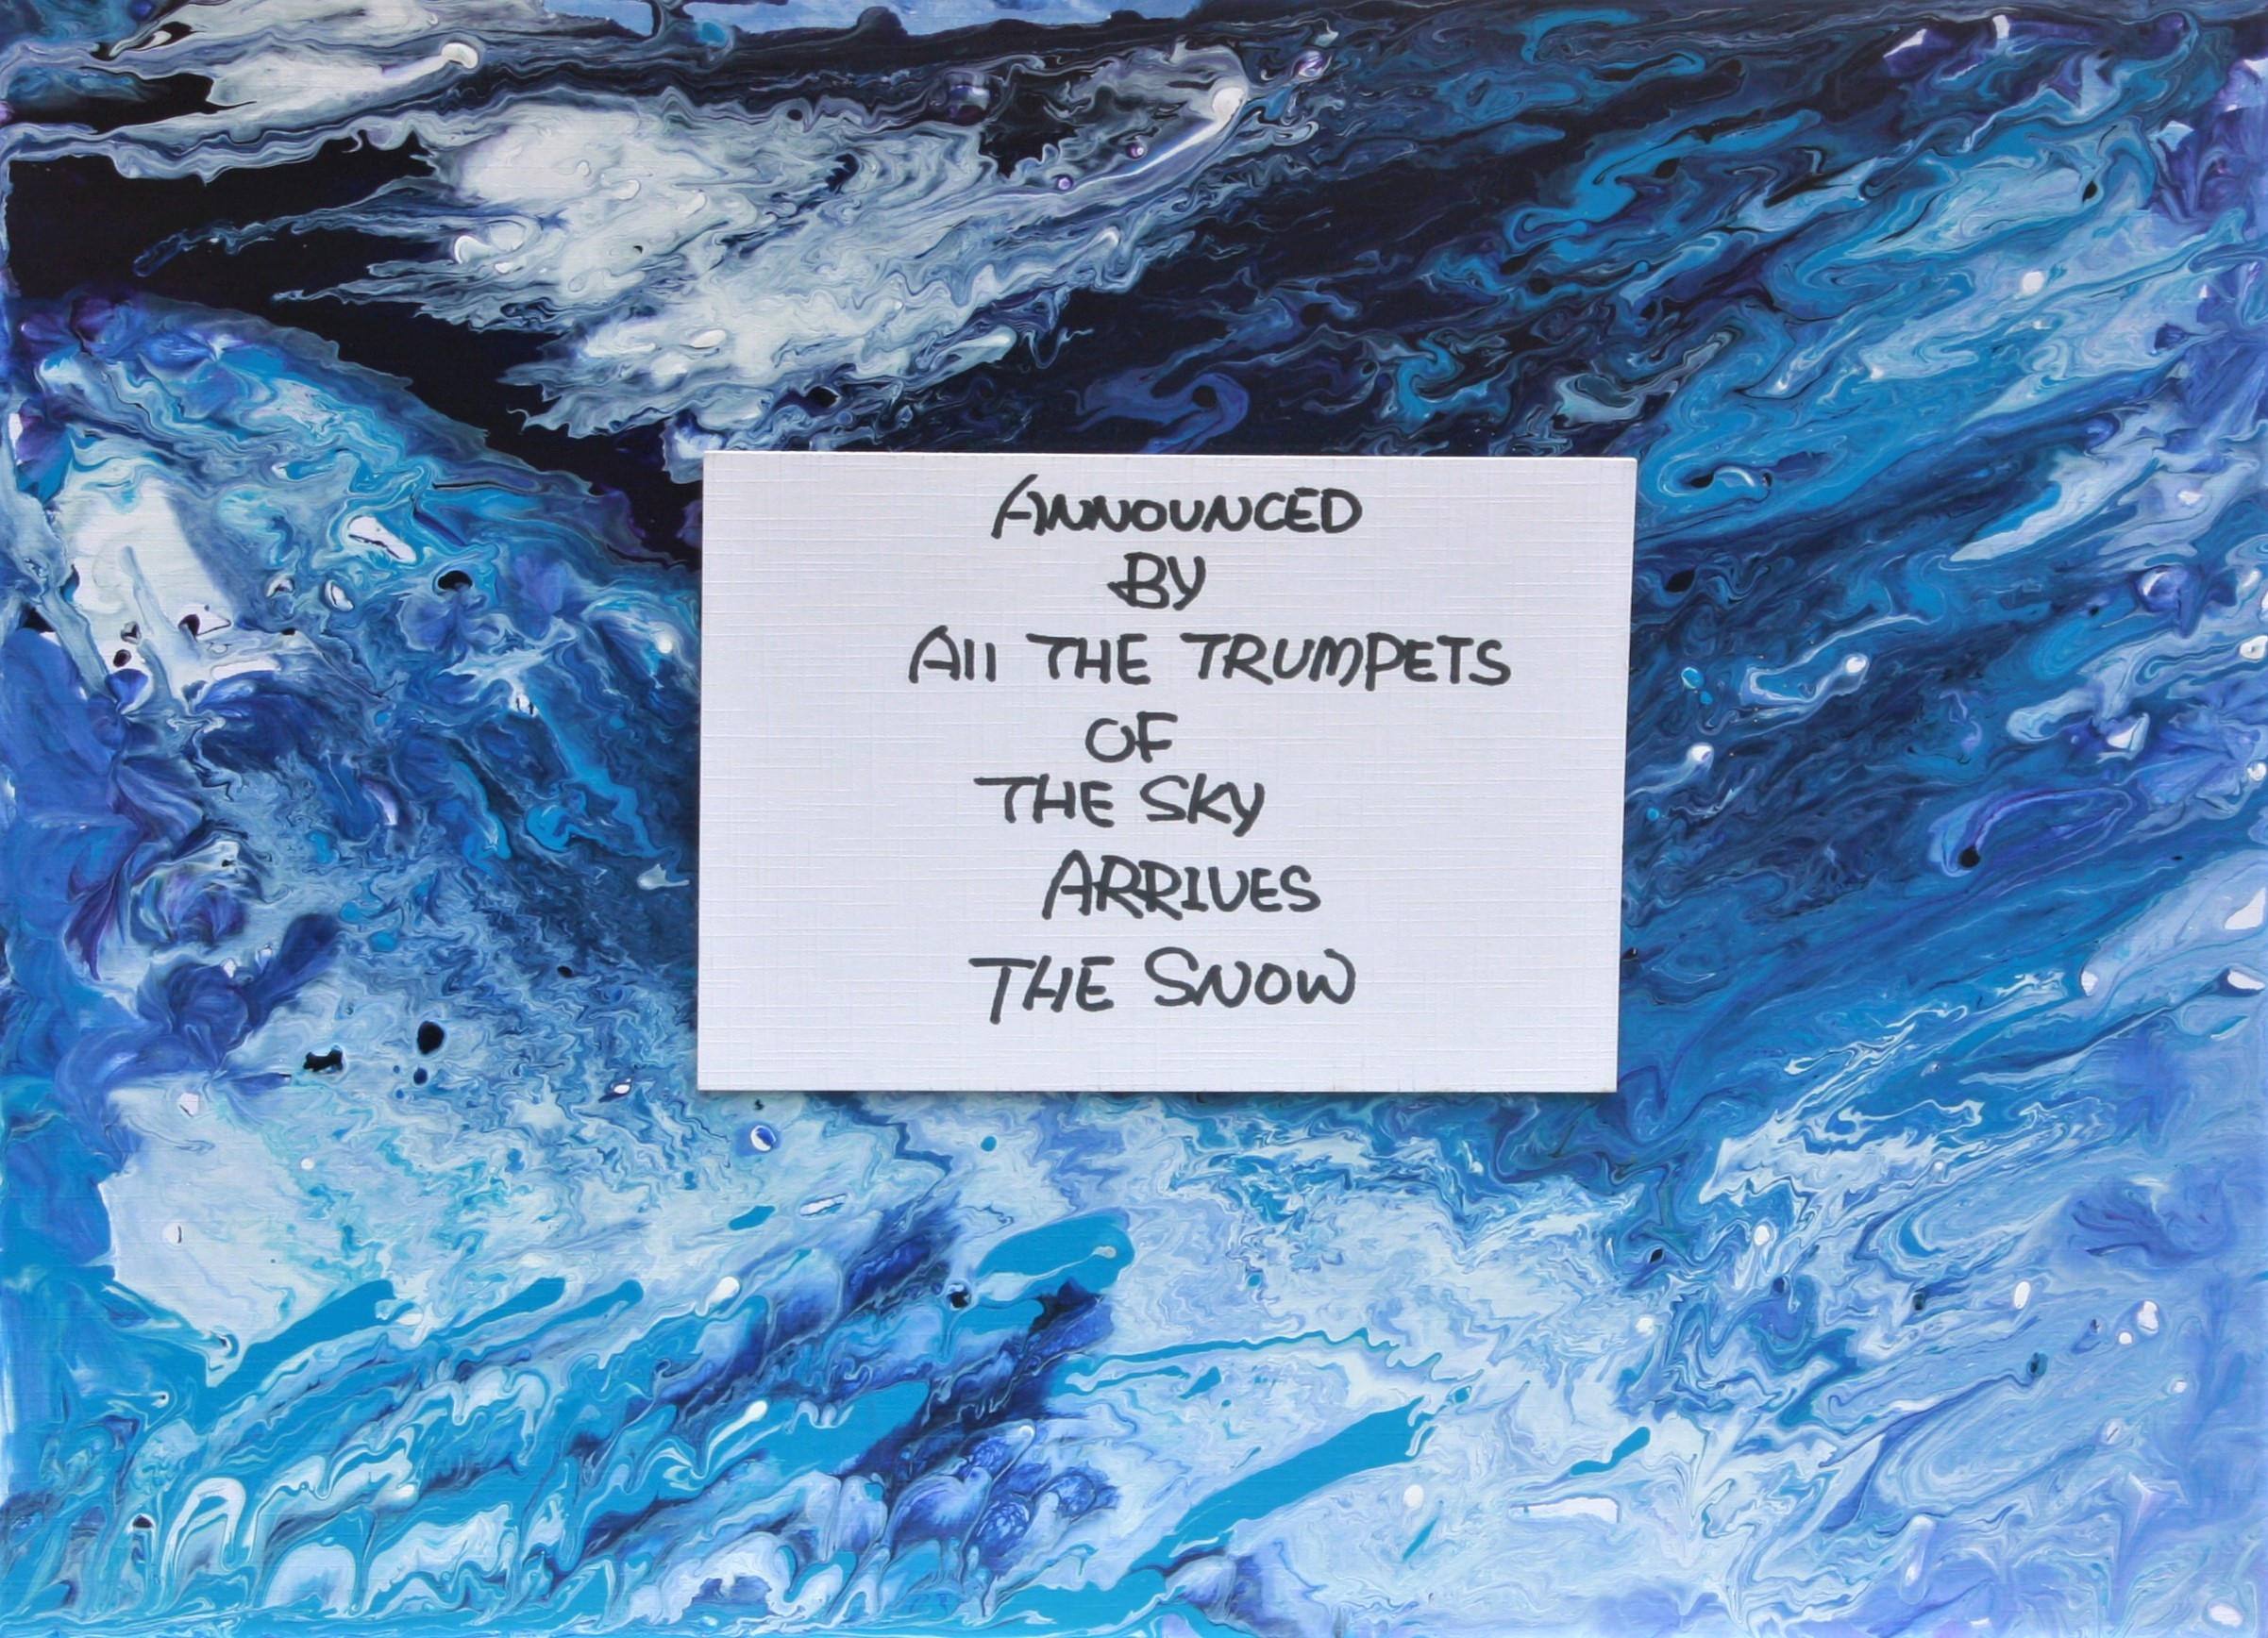 ANNOUNCED
BY
All THE TRUMPETS
OF
THE SKY
ARRIVES
THE SNOW